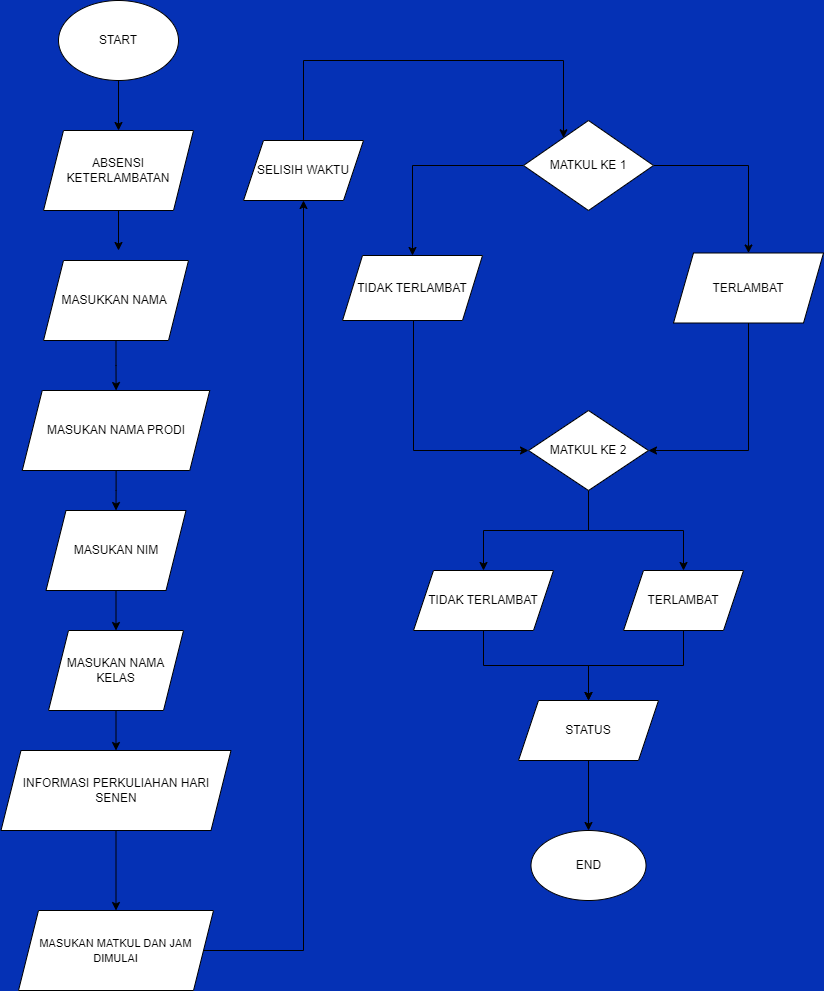 START
ABSENSI
KETERLAMBATAN
MASUKKAN NAMA
MASUKAN NAMA PRODI
MASUKAN NIM
MASUKAN NAMA
KELAS
INFORMASI PERKULIAHAN HARI
SENEN
MASUKAN MATKUL DAN JAM
DIMULAI
SELISIH WAKTU
MATKUL KE 1
TIDAK TERLAMBAT
TERLAMBAT
MATKUL KE 2
TIDAK TERLAMBAT
TERLAMBAT
STATUS
END